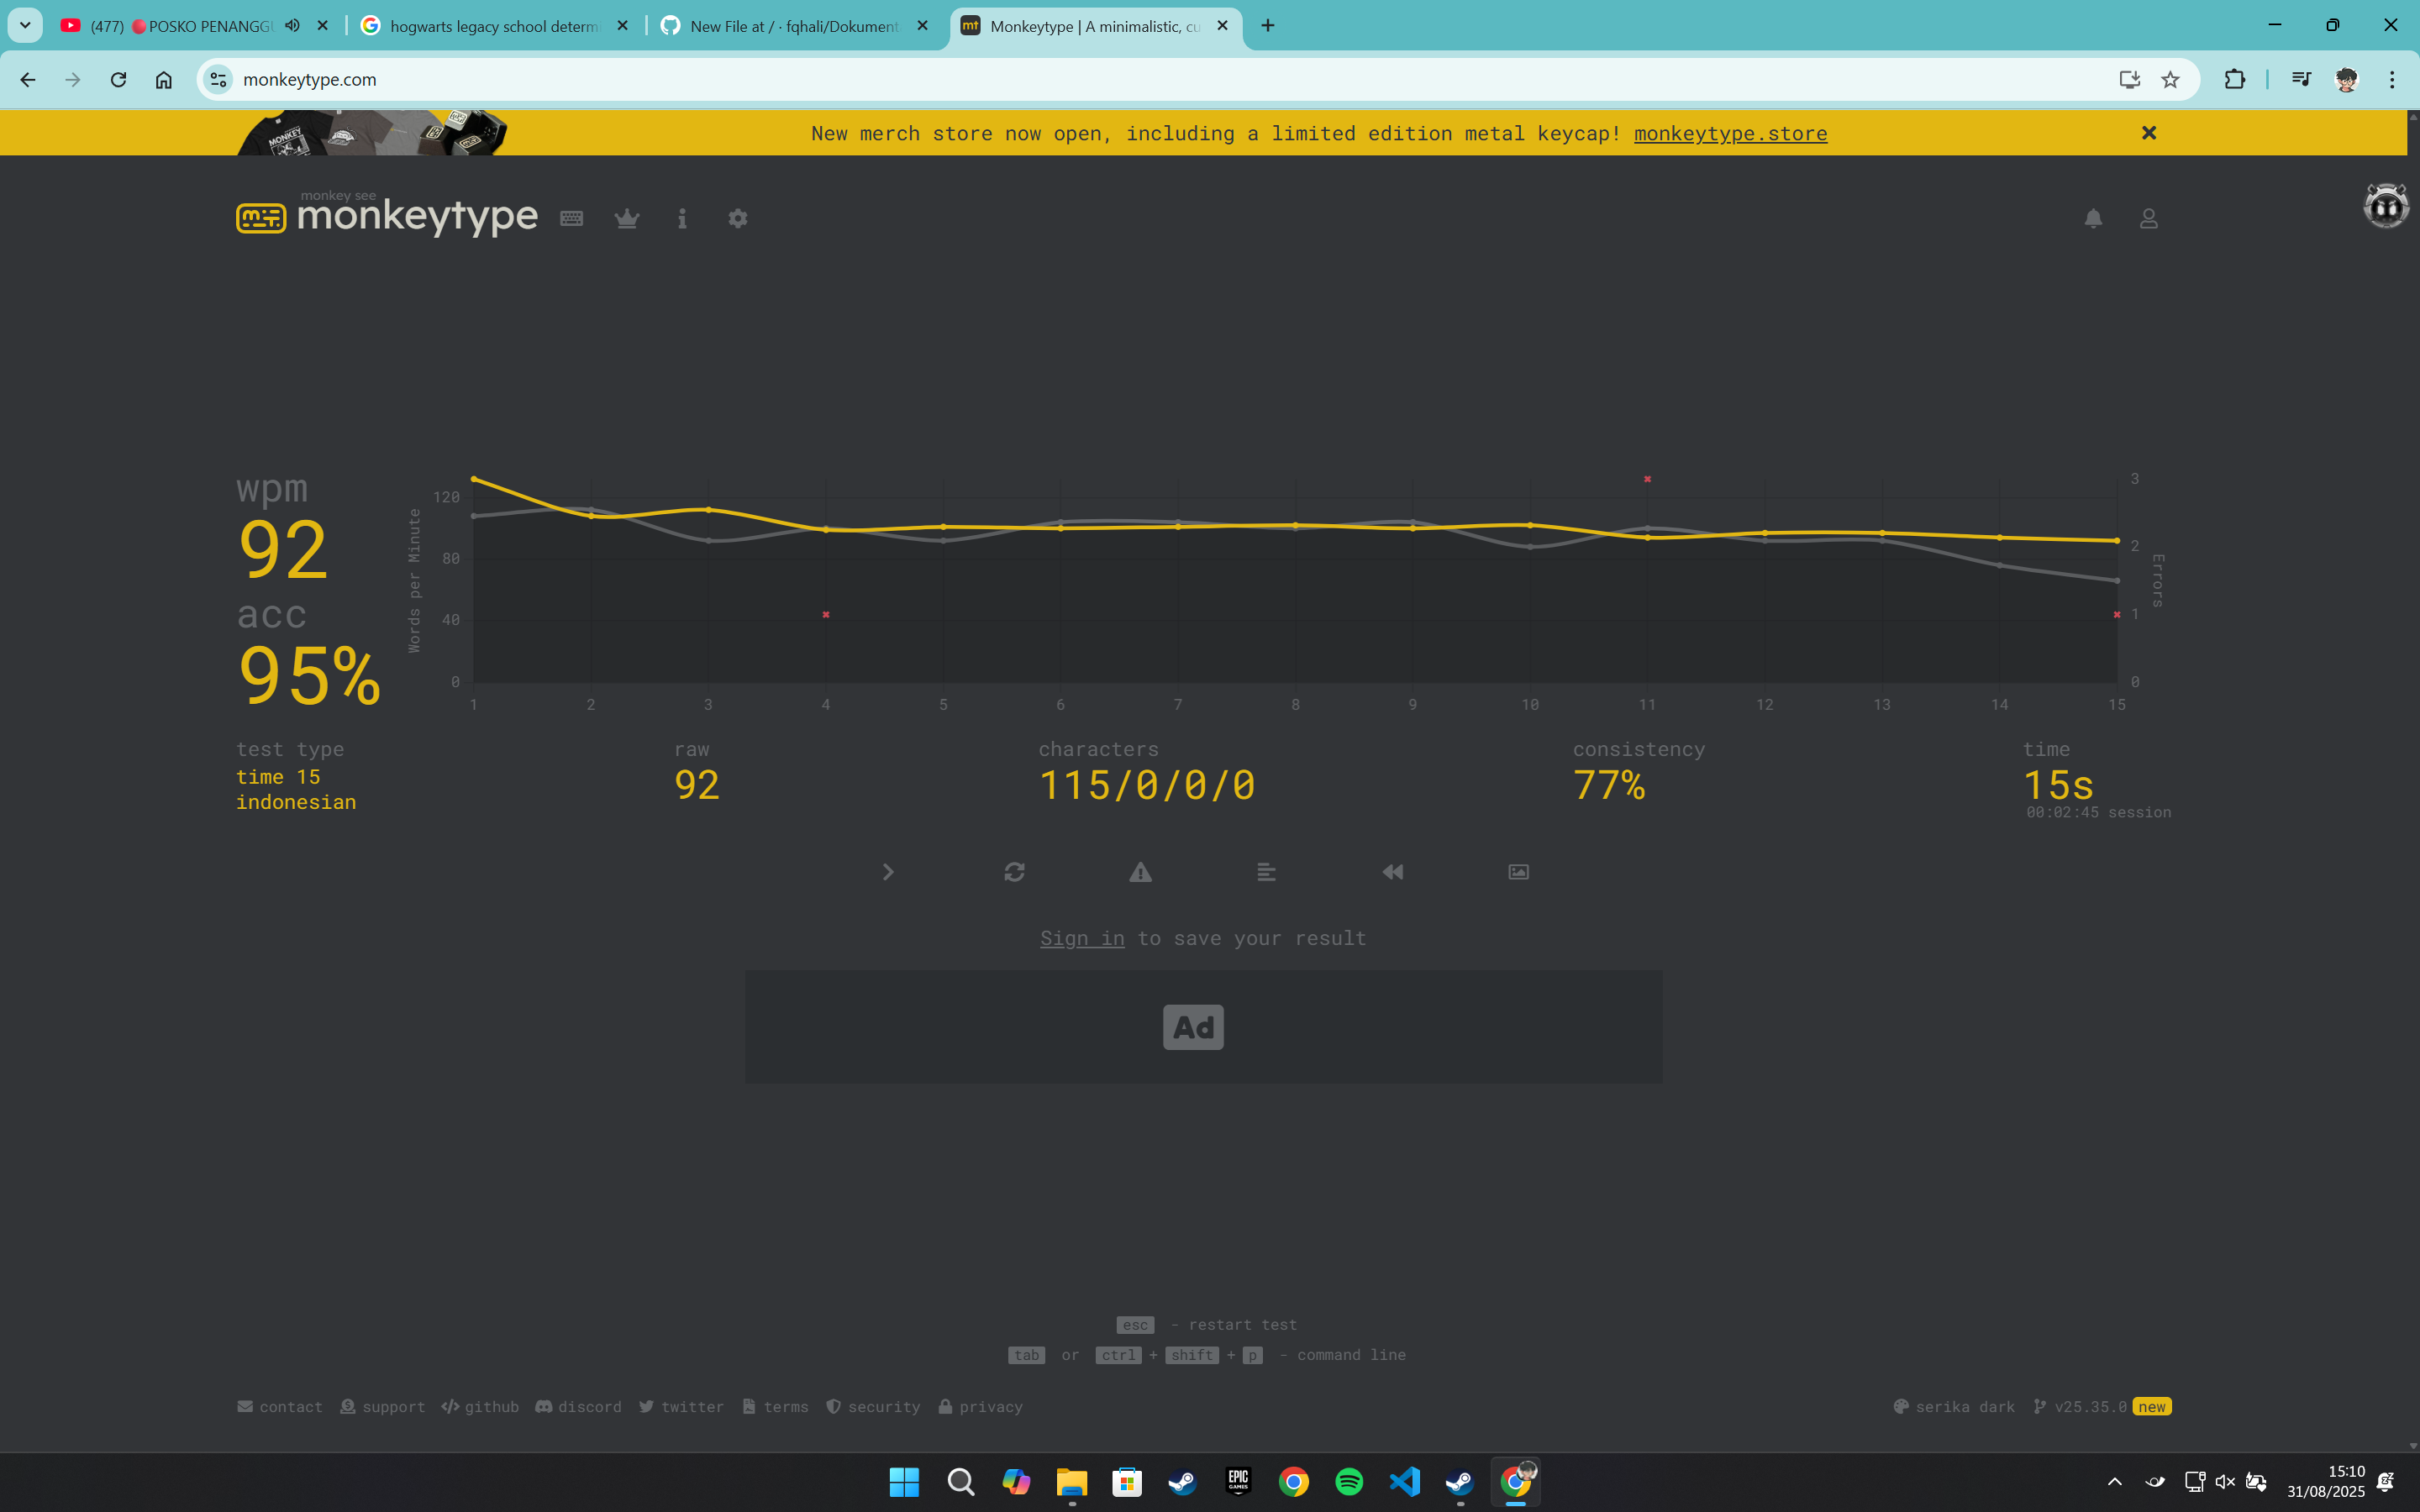 (477) 🔴POSKO PENANGGU
hogwarts legacy school determ
New File at / · fqhali/Dokument
mt
Monkeytype | A minimalistic, cu
monkeytype.com
MONKEY
New merch store now open, including a limited edition metal keycap! monkeytype.store
monkey see
monkeytype
wpm
92
acc
95%
Words per Minute
120
80
40
0
3
2
1
0
Errors
1 2 3 4 5 6 7 8 9 10 11 12 13 14 15
test type
time 15
indonesian
raw
92
characters
115/0/0/0
consistency
77%
time
15s
00:02:45 session
Sign in to save your result
Ad
esc - restart test
tab or ctrl + shift + p - command line
contact support github discord twitter terms security privacy
serika dark v25.35.0 new
EPIC
GAMES
15:10
31/08/2025